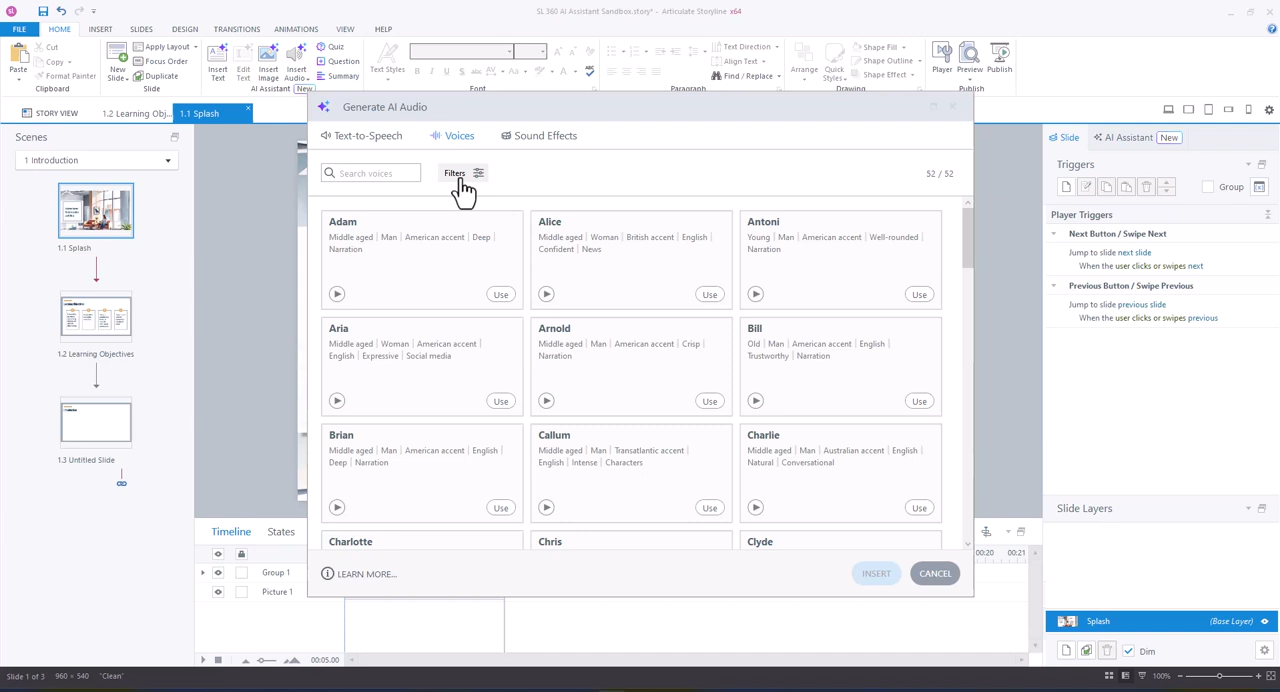 SL 360 AI Assistant Sandbox.story* - Articulate Storyline x64
FILE HOME INSERT SLIDES DESIGN TRANSITIONS ANIMATIONS VIEW HELP
Paste
Cut
Copy
Format Painter
Clipboard
New Slide
Apply Layout
Focus Order
Duplicate
Slide
Insert Text
Edit Text
Insert Image
Insert Audio
Quiz
Question
Summary
AI Assistant New
Text Styles
Font
Text Direction
Align Text
Find / Replace
Paragraph
Arrange
Quick Styles
Shape Fill
Shape Outline
Shape Effect
Drawing
Player
Preview
Publish
Publish
STORY VIEW 1.2 Learning Obj... 1.1 Splash
Scenes
1 Introduction
1.1 Splash
1.2 Learning Objectives
1.3 Untitled Slide
Generate AI Audio
Text-to-Speech Voices Sound Effects
Search voices Filters 52 / 52
Adam
Middle aged | Man | American accent | Deep |
Narration
Use
Alice
Middle aged | Woman | British accent | English |
Confident | News
Use
Antoni
Young | Man | American accent | Well-rounded |
Narration
Use
Aria
Middle aged | Woman | American accent |
English | Expressive | Social media
Use
Arnold
Middle aged | Man | American accent | Crisp |
Narration
Use
Bill
Old | Man | American accent | English |
Trustworthy | Narration
Use
Brian
Middle aged | Man | American accent | English |
Deep | Narration
Use
Callum
Middle aged | Man | Transatlantic accent |
English | Intense | Characters
Use
Charlie
Middle aged | Man | Australian accent | English |
Natural | Conversational
Use
Charlotte Chris Clyde
LEARN MORE... INSERT CANCEL
Slide AI Assistant New
Triggers
Group
Player Triggers
Next Button / Swipe Next
Jump to slide next slide
When the user clicks or swipes next
Previous Button / Swipe Previous
Jump to slide previous slide
When the user clicks or swipes previous
Slide Layers
Splash (Base Layer)
Dim
Timeline States
00:20 00:21
Group 1
Picture 1
00:05.00
Slide 1 of 3 960 × 540 "Clean" 100%